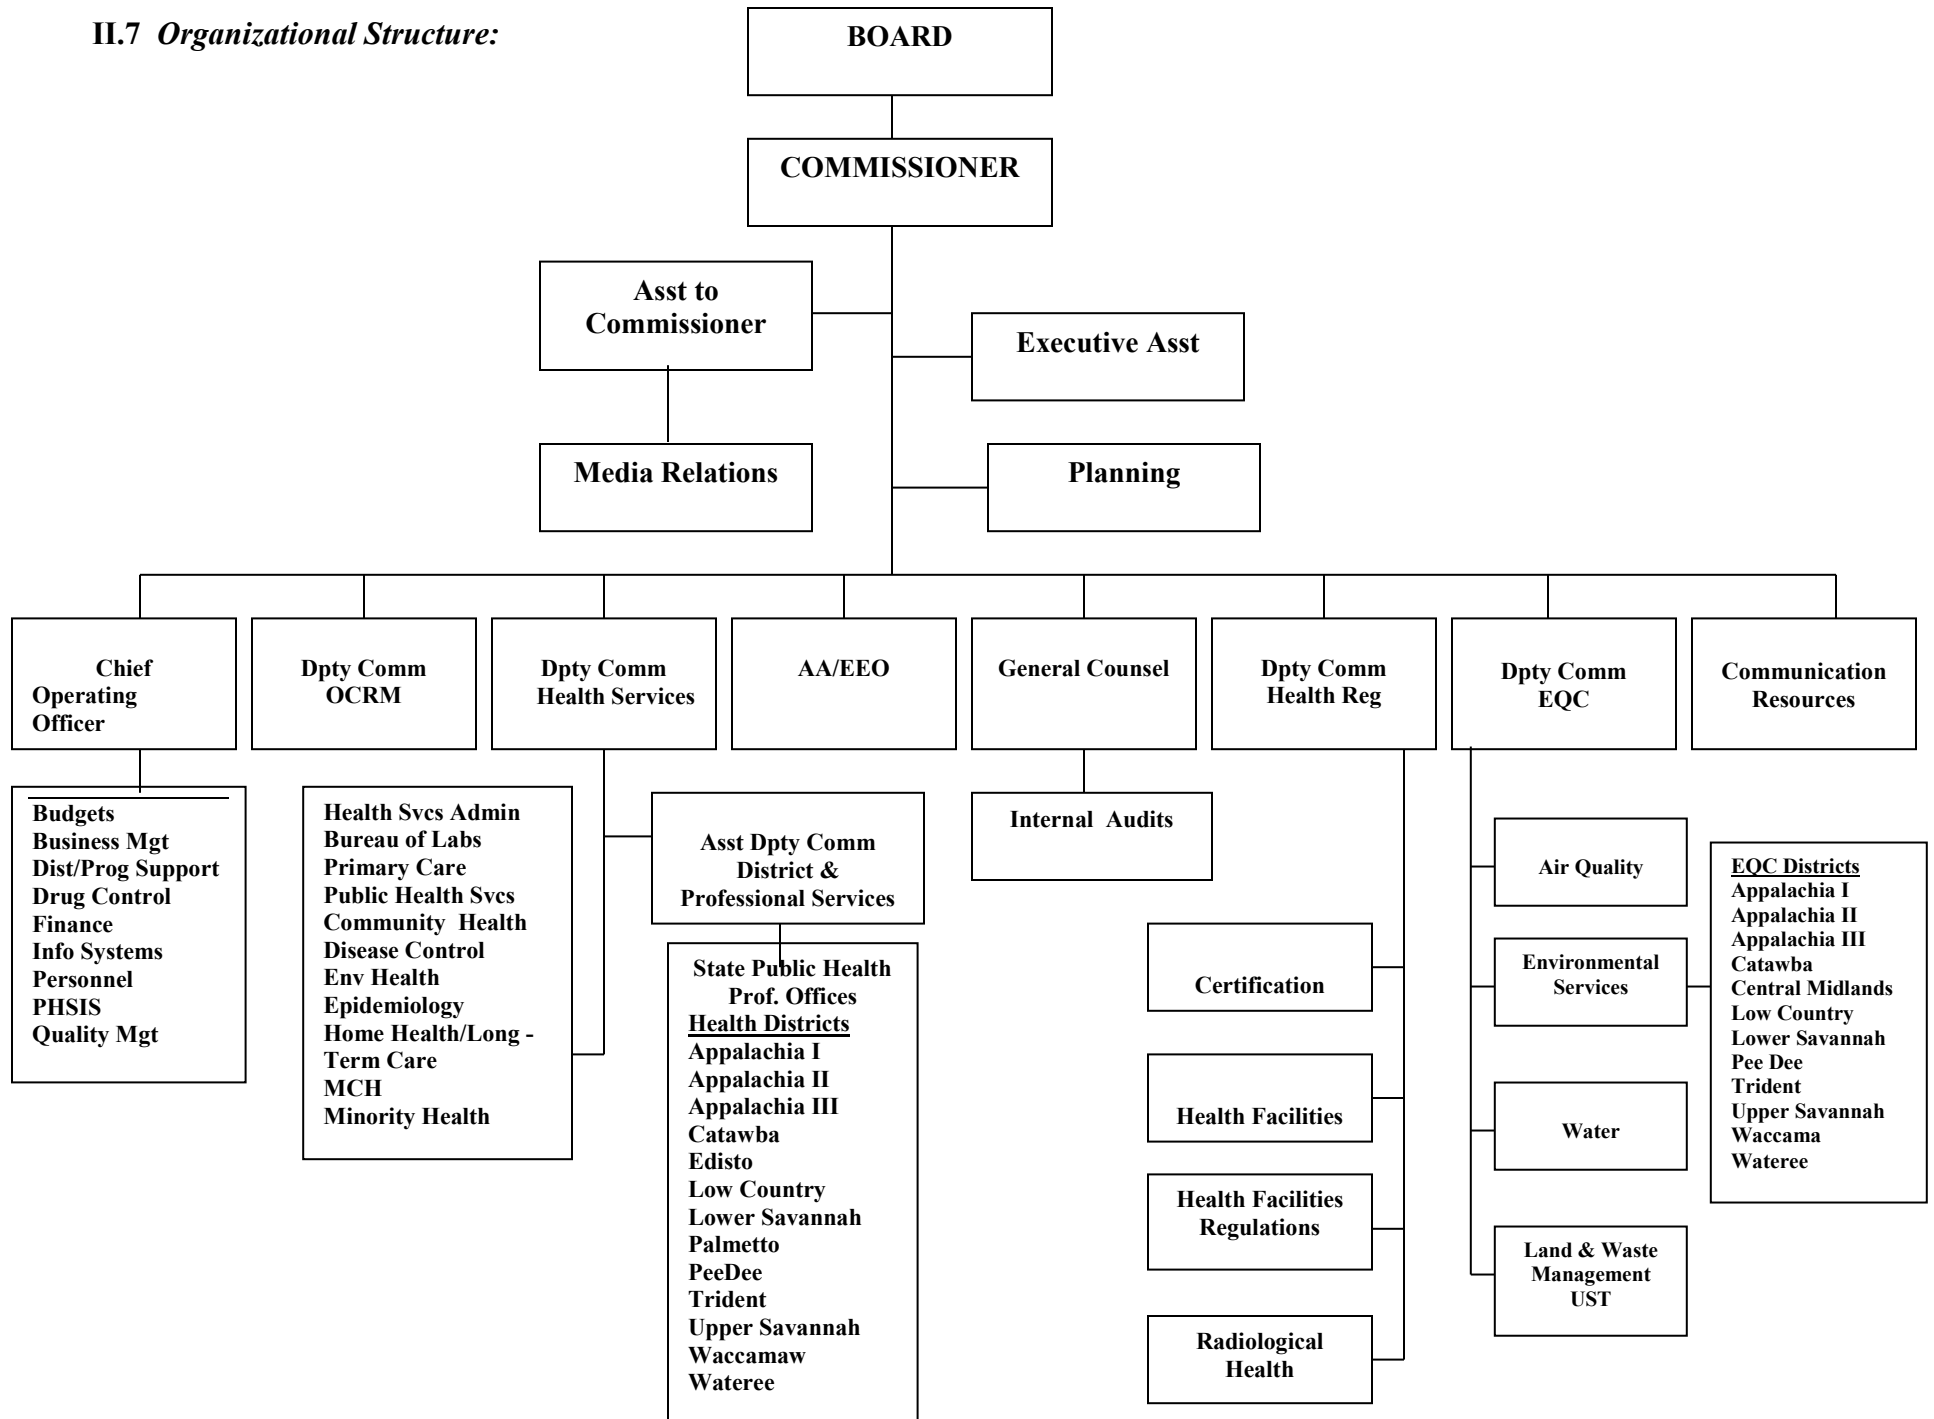 II.7 Organizational Structure:
BOARD
COMMISSIONER
Asst to
Commissioner
Executive Asst
Media Relations
Planning
Chief
Operating
Officer
Dpty Comm
OCRM
Dpty Comm
Health Services
AA/EEO
General Counsel
Dpty Comm
Health Reg
Dpty Comm
EQC
Communication
Resources
Budgets
Business Mgt
Dist/Prog Support
Drug Control
Finance
Info Systems
Personnel
PHSIS
Quality Mgt
Health Svcs Admin
Bureau of Labs
Primary Care
Public Health Svcs
Community Health
Disease Control
Env Health
Epidemiology
Home Health/Long -
Term Care
MCH
Minority Health
Asst Dpty Comm
District &
Professional Services
State Public Health
Prof. Offices
Health Districts
Appalachia I
Appalachia II
Appalachia III
Catawba
Edisto
Low Country
Lower Savannah
Palmetto
PeeDee
Trident
Upper Savannah
Waccamaw
Wateree
Internal Audits
Certification
Health Facilities
Health Facilities
Regulations
Radiological
Health
Air Quality
Environmental
Services
Water
Land & Waste
Management
UST
EQC Districts
Appalachia I
Appalachia II
Appalachia III
Catawba
Central Midlands
Low Country
Lower Savannah
Pee Dee
Trident
Upper Savannah
Waccama
Wateree